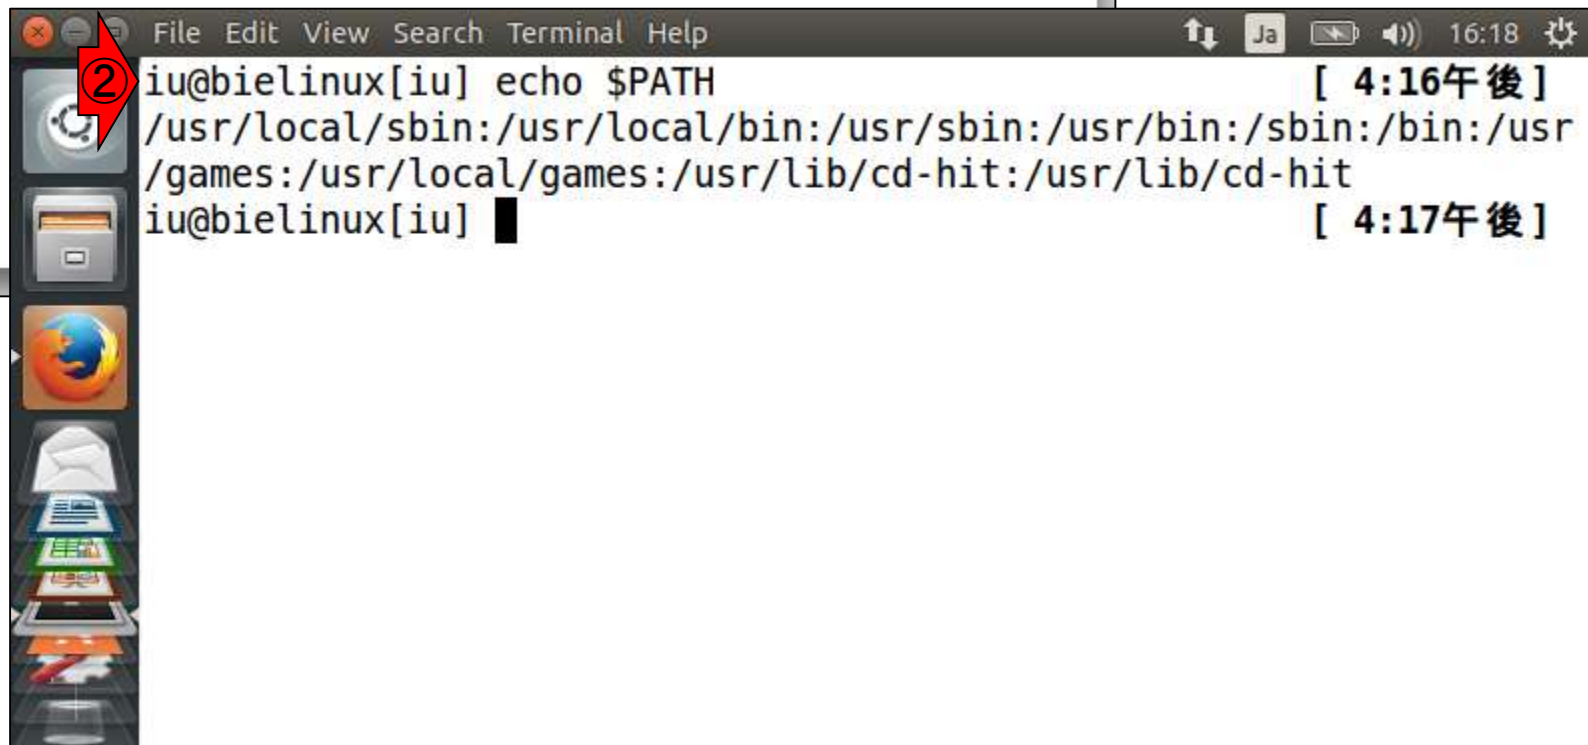 File Edit View Search Terminal Help Ja 16:18
② iu@bielinux[iu] echo $PATH [ 4:16午後]
/usr/local/sbin:/usr/local/bin:/usr/sbin:/usr/bin:/sbin:/bin:/usr
/games:/usr/local/games:/usr/lib/cd-hit:/usr/lib/cd-hit
iu@bielinux[iu] [ 4:17午後]